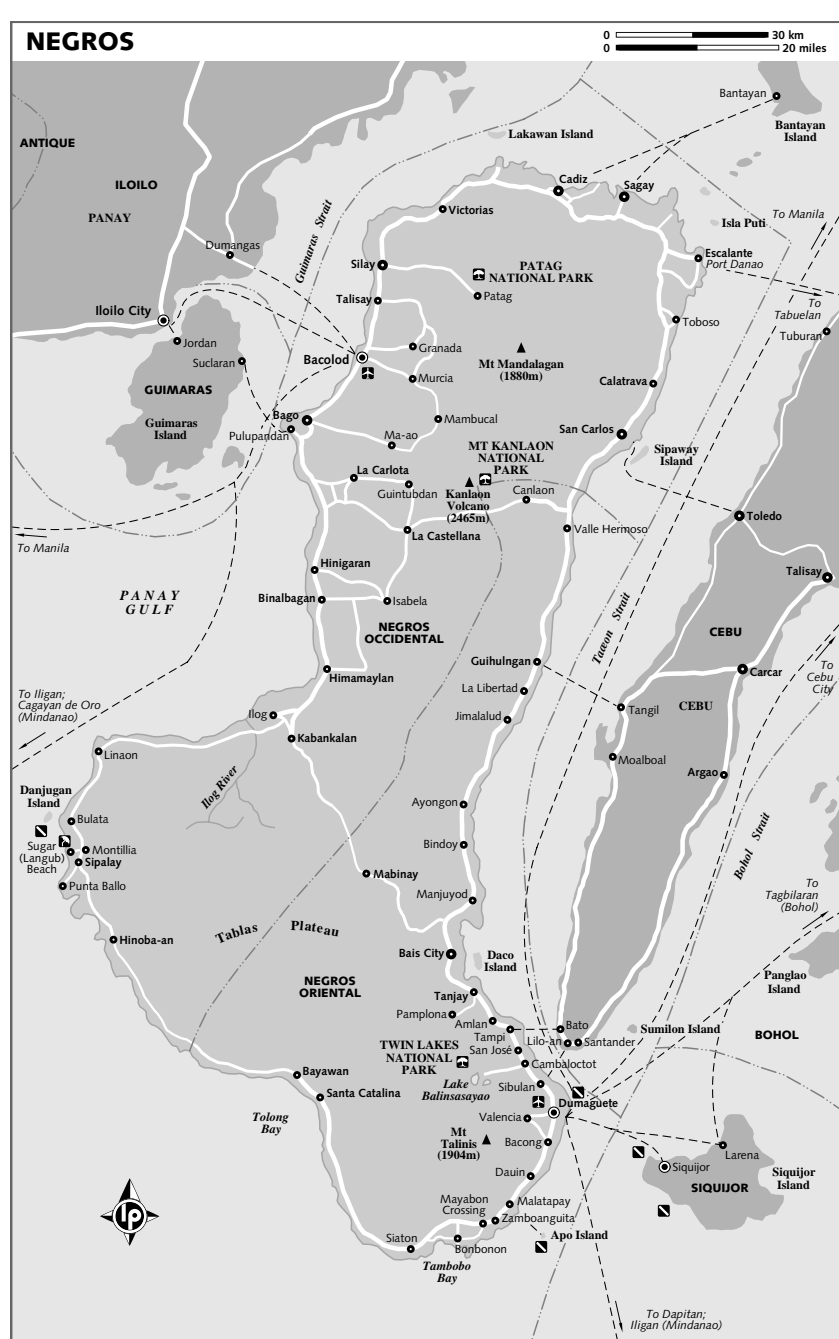 NEGROS
0 30 km
0 20 miles
Bantayan
Bantayan
Island
Lakawan Island
ANTIQUE
ILOILO
PANAY
Cadiz
Sagay
Victorias
Guimaras Strait
Isla Puti
To Manila
Dumangas
Escalante
Port Danao
Silay
PATAG
NATIONAL PARK
Patag
Talisay
To
Tabuelan
Tuburan
Iloilo City
Toboso
Jordan
Suclaran
Granada
Bacolod
Mt Mandalagan
(1880m)
Murcia
GUIMARAS
Guimaras
Island
Calatrava
Bago
Pulupandan
Mambucal
Ma-ao
San Carlos
MT KANLAON
NATIONAL
PARK
Sipaway
Island
La Carlota
Guintubdan
Kanlaon
Volcano
(2465m)
Canlaon
La Castellana
Valle Hermoso
Toledo
To Manila
Hinigaran
Talisay
PANAY
GULF
Binalbagan
Isabela
Tanon Strait
NEGROS
OCCIDENTAL
CEBU
Himamaylan
Guihulngan
Carcar
To
Cebu
City
To Iligan;
Cagayan de Oro
(Mindanao)
La Libertad
CEBU
Tangil
Ilog
Jimalalud
Kabankalan
Linaon
Moalboal
Argao
Ilog River
Danjugan
Island
Ayongon
Bulata
Bohol Strait
Sugar
(Langub)
Beach
Montillia
Sipalay
Bindoy
Punta Ballo
Mabinay
Manjuyod
To
Tagbilaran
(Bohol)
Tablas Plateau
Hinoba-an
Bais City
Daco
Island
Panglao
Island
NEGROS
ORIENTAL
Tanjay
Pamplona
Amlan
Tampi
Bato
Sumilon Island
BOHOL
Lilo-an
Santander
TWIN LAKES
NATIONAL
PARK
San José
Cambaloctot
Lake
Balinsasayao
Bayawan
Sibulan
Santa Catalina
Dumaguete
Tolong
Bay
Valencia
Mt
Talinis
(1904m)
Bacong
Larena
Siquijor
SIQUIJOR
Siquijor
Island
Dauin
Malatapay
Mayabon
Crossing
Zamboanguita
Apo Island
Siaton
Bonbonon
Tambobo
Bay
lp
To Dapitan;
Iligan (Mindanao)